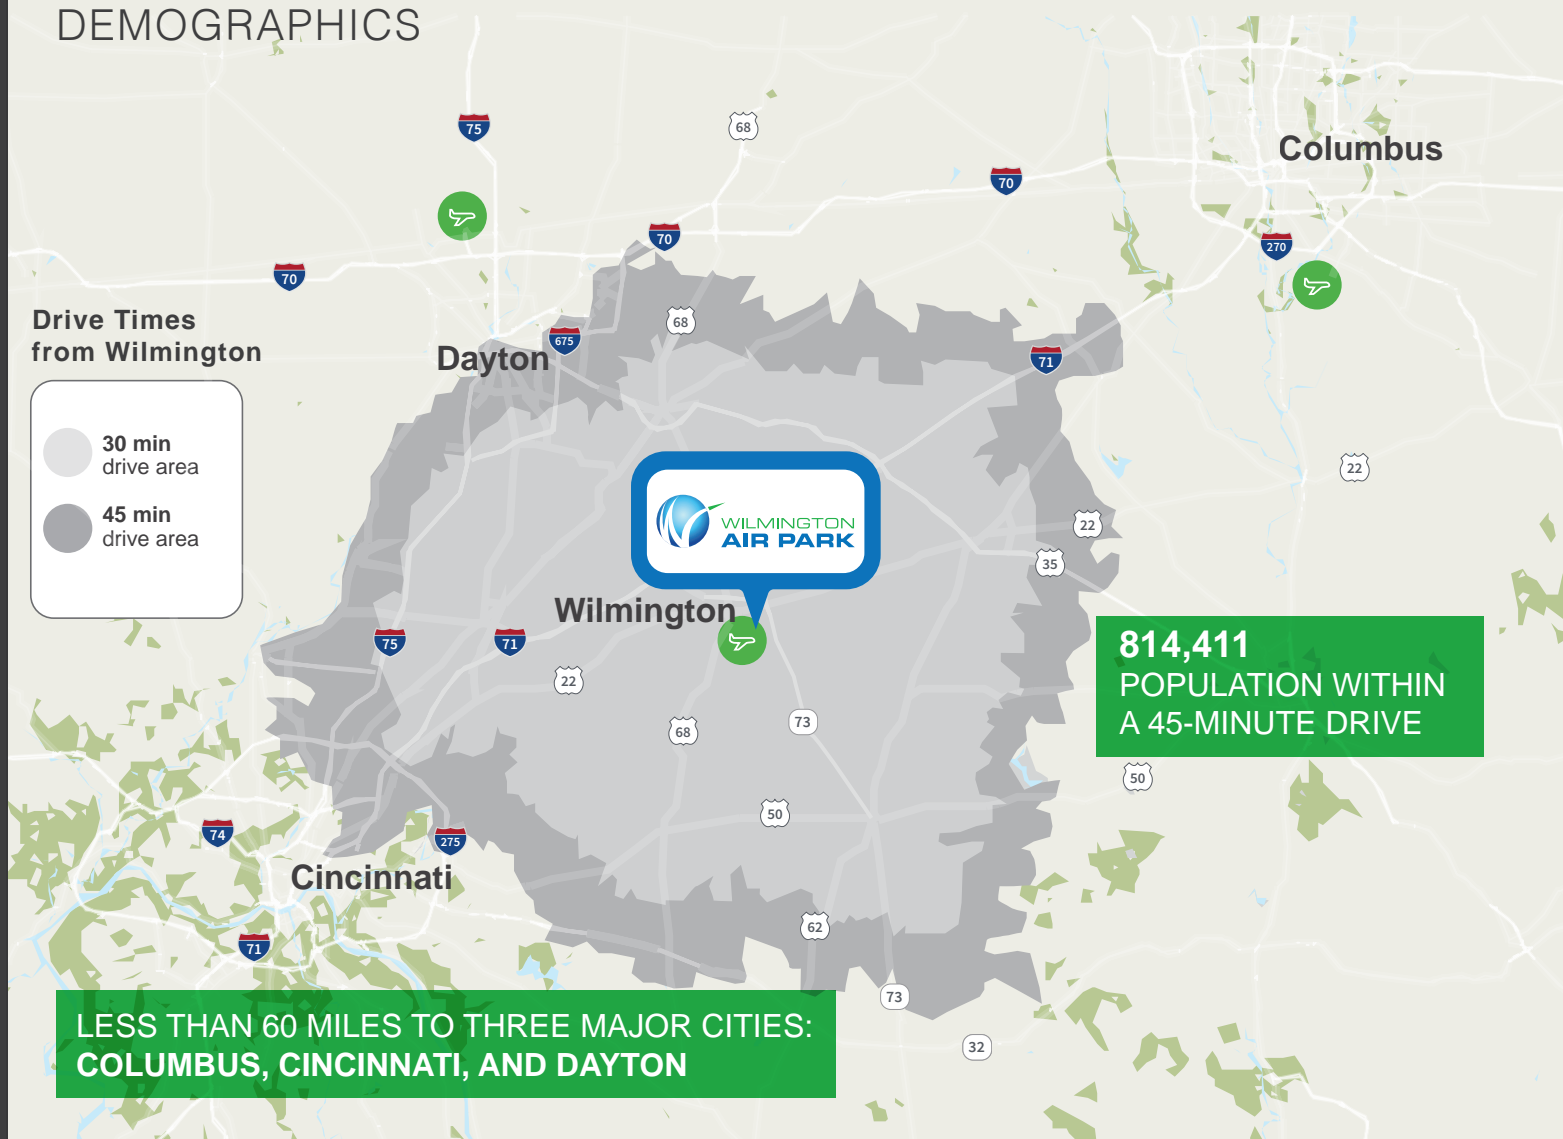 DEMOGRAPHICS
75
68
Columbus
70
70
270
70
Drive Times
from Wilmington
68
675
Dayton
71
30 min
drive area
22
45 min
drive area
WILMINGTON
AIR PARK
22
35
Wilmington
75
71
814,411
POPULATION WITHIN
A 45-MINUTE DRIVE
22
68
73
50
50
74
275
Cincinnati
62
71
73
LESS THAN 60 MILES TO THREE MAJOR CITIES:
COLUMBUS, CINCINNATI, AND DAYTON
32